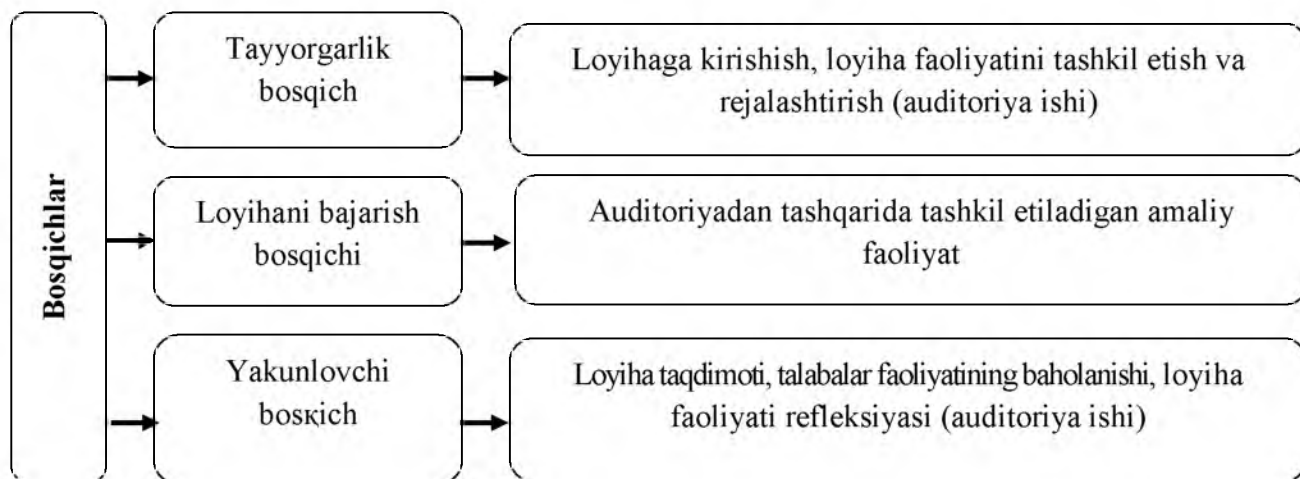 Bosqichlar
Tayyorgarlik
bosqich
Loyihaga kirishish, loyiha faoliyatini tashkil etish va
rejalashtirish (auditoriya ishi)
Loyihani bajarish
bosqichi
Auditoriyadan tashqarida tashkil etiladigan amaliy
faoliyat
Yakunlovchi
bosқich
Loyiha taqdimoti, talabalar faoliyatining baholanishi, loyiha
faoliyati refleksiyasi (auditoriya ishi)